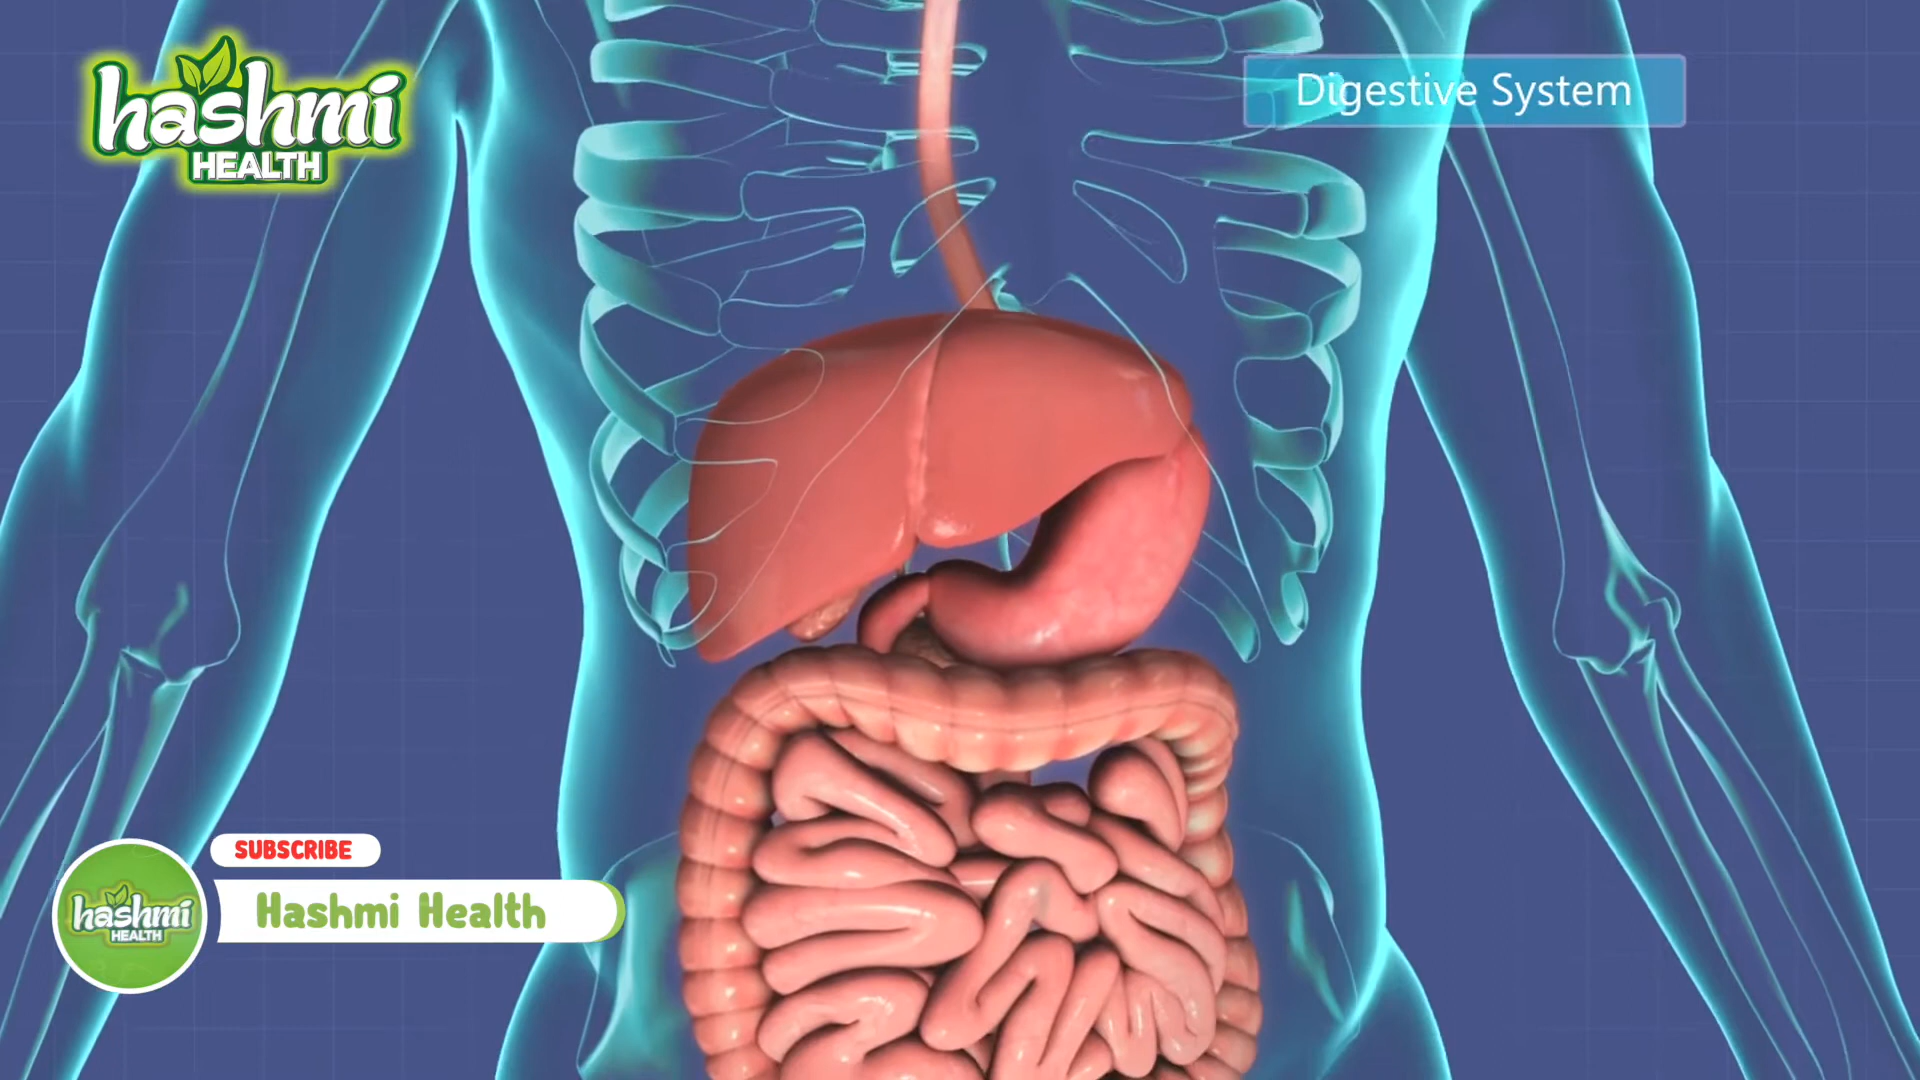 hashmi
HEALTH
Digestive System
SUBSCRIBE
hashmi
HEALTH
Hashmi Health